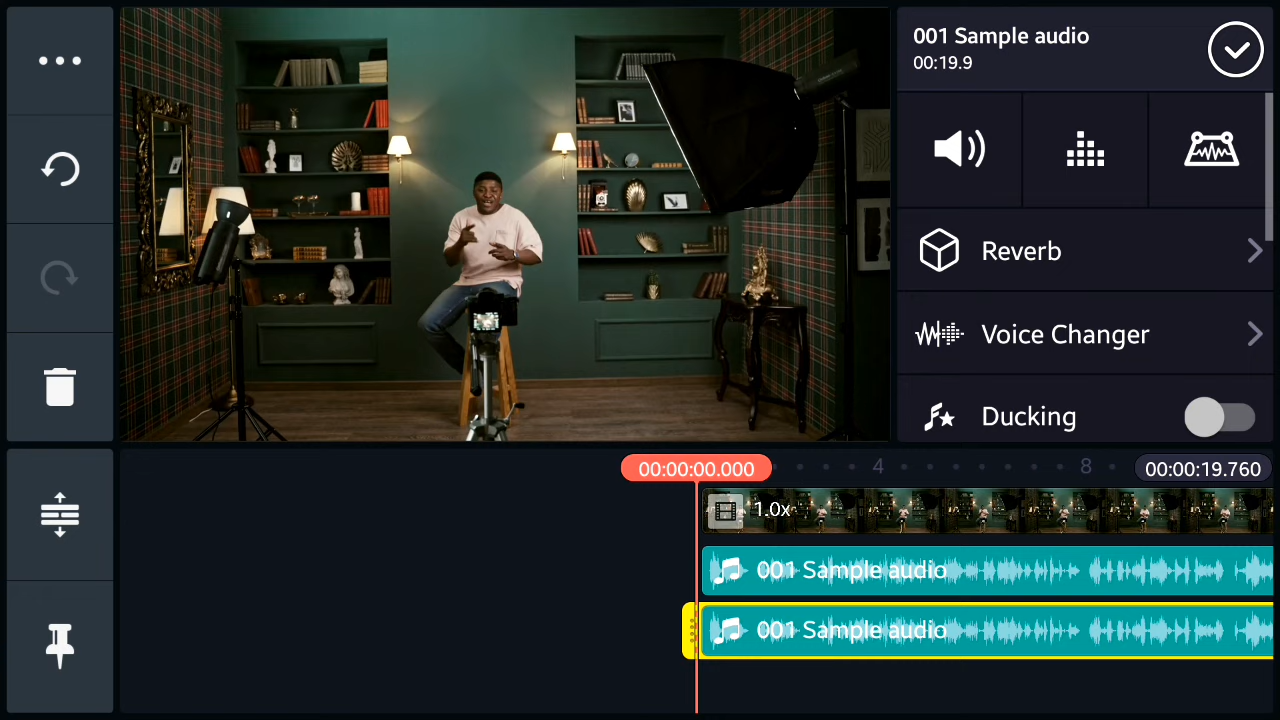 001 Sample audio
00:19.9
Reverb
Voice Changer
Ducking
00:00:00.000
4
8
00:00:19.760
1.0x
001 Sample audio
001 Sample audio